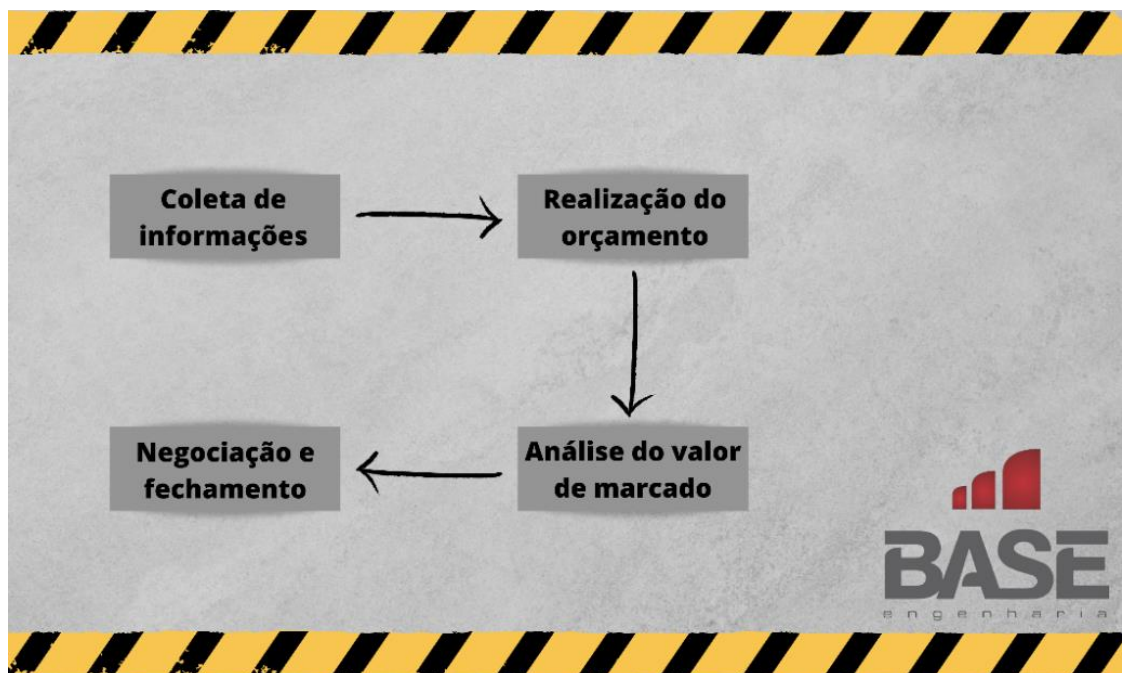 Coleta de
informações
Realização do
orçamento
Análise do valor
de marcado
Negociação e
fechamento
BASE
engenharia